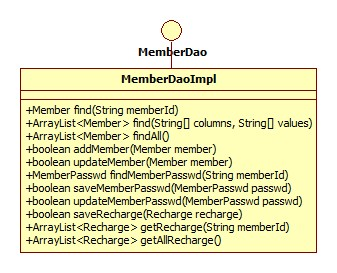 MemberDao
MemberDaoImpl
+Member find(String memberId)
+ArrayList<Member> find(String[] columns, String[] values)
+ArrayList<Member> findAll()
+boolean addMember(Member member)
+boolean updateMember(Member member)
+MemberPasswd findMemberPasswd(String memberId)
+boolean saveMemberPasswd(MemberPasswd passwd)
+boolean updateMemberPasswd(MemberPasswd passwd)
+boolean saveRecharge(Recharge recharge)
+ArrayList<Recharge> getRecharge(String memberId)
+ArrayList<Recharge> getAllRecharge()